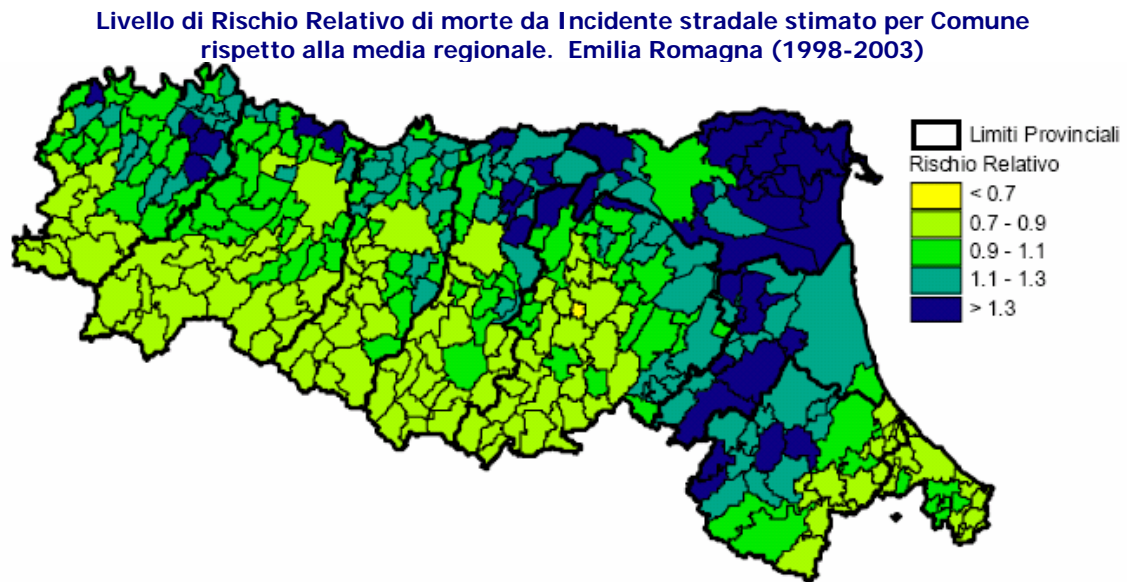 Livello di Rischio Relativo di morte da Incidente stradale stimato per Comune
rispetto alla media regionale. Emilia Romagna (1998-2003)
Limiti Provinciali
Rischio Relativo
< 0.7
0.7 - 0.9
0.9 - 1.1
1.1 - 1.3
> 1.3